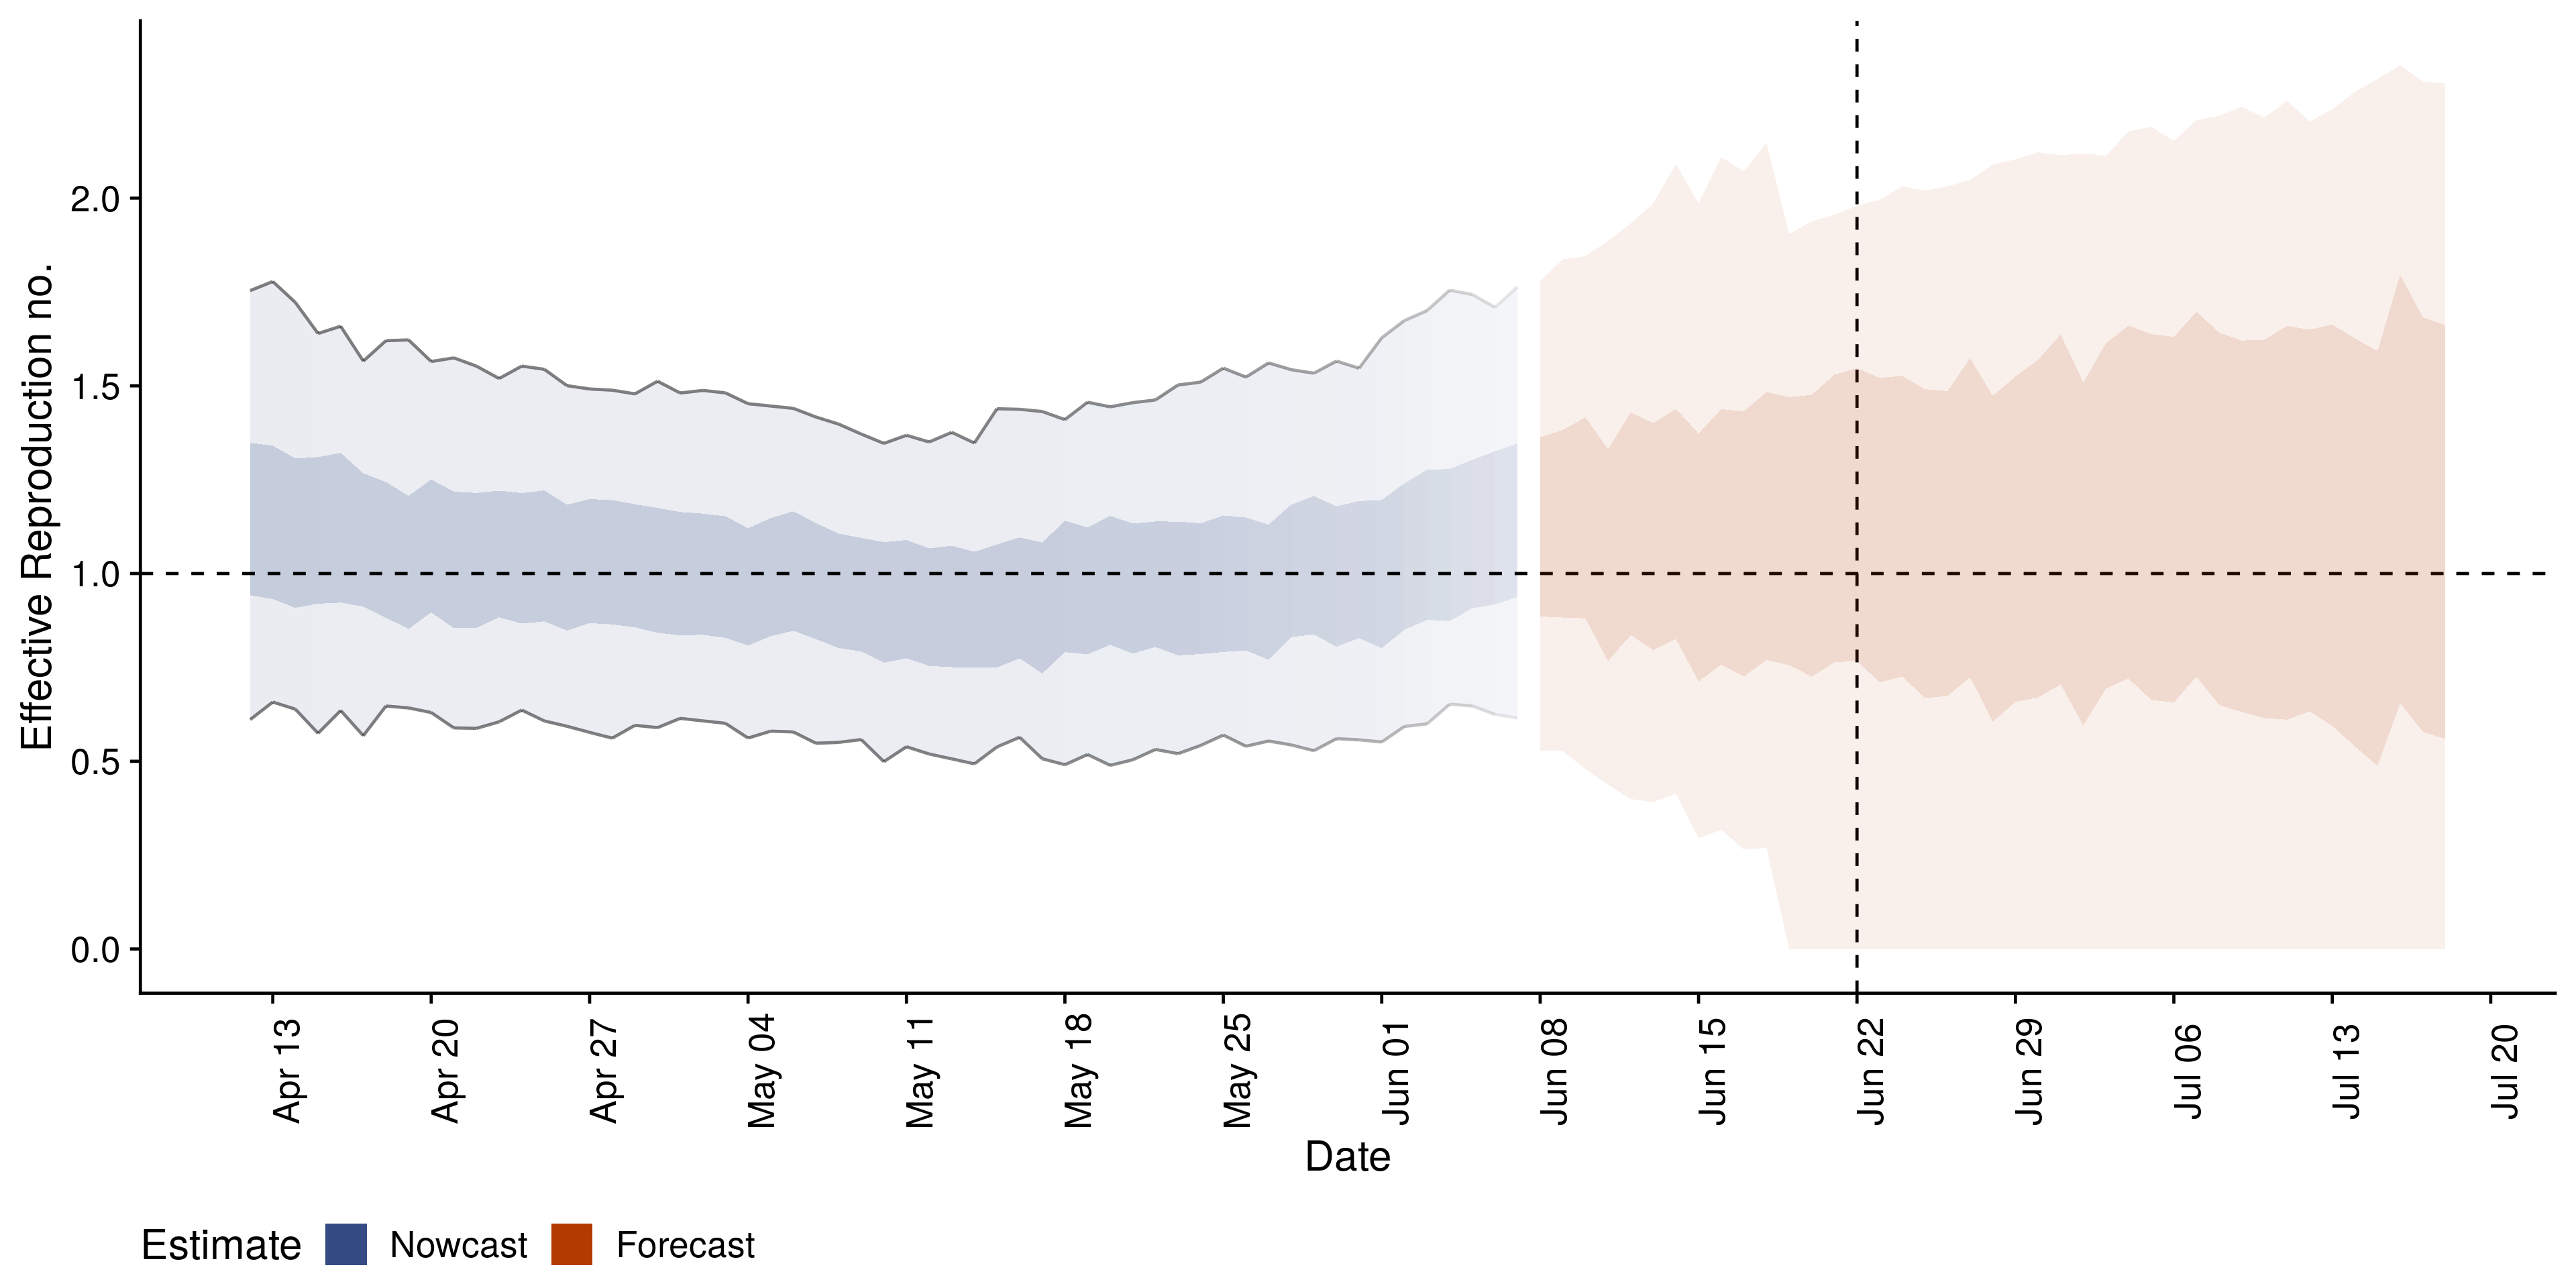 Effective Reproduction no.
2.0
1.5
1.0
0.5
0.0
Apr 13
Apr 20
Apr 27
May 04
May 11
May 18
May 25
Jun 01
Jun 08
Jun 15
Jun 22
Jun 29
Jul 06
Jul 13
Jul 20
Date
Estimate Nowcast Forecast